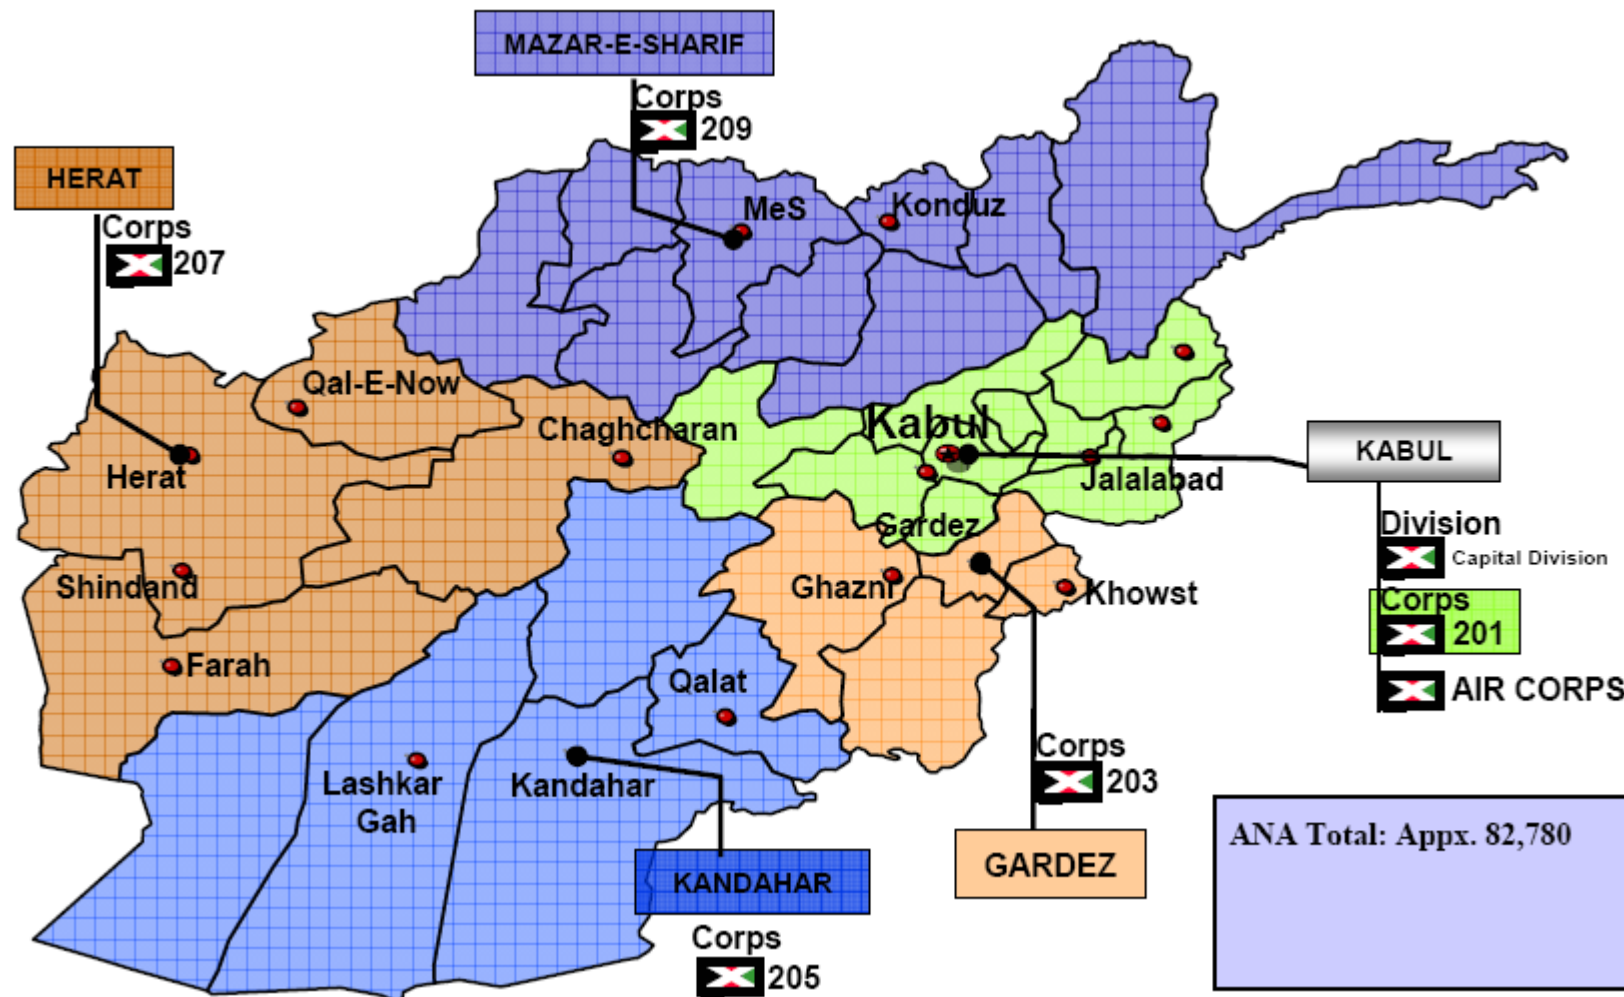 MAZAR-E-SHARIF
Corps
209
HERAT
Corps
207
MeS
Konduz
Qal-E-Now
Chaghcharan
Kabul
Herat
Jalalabad
KABUL
Division
Capital Division
Corps
201
AIR CORPS
Gardez
Shindand
Ghazni
Khowst
Farah
Qalat
Lashkar
Gah
Kandahar
Corps
203
GARDEZ
KANDAHAR
Corps
205
ANA Total: Appx. 82,780